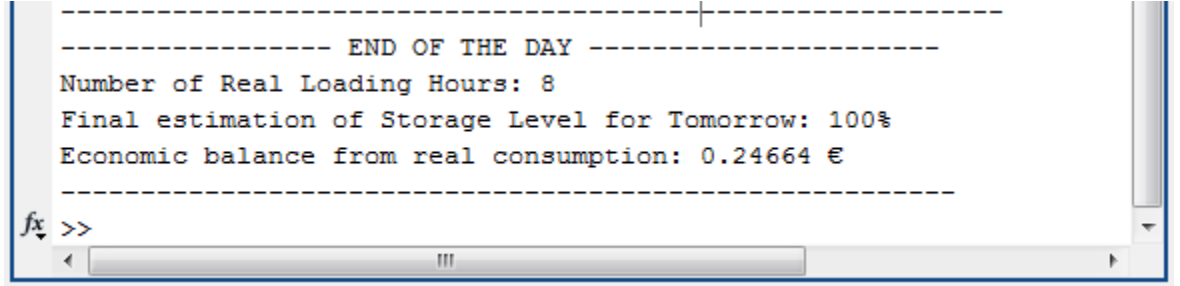 -----------------------------------------------------------
----------------- END OF THE DAY ----------------------
Number of Real Loading Hours: 8
Final estimation of Storage Level for Tomorrow: 100%
Economic balance from real consumption: 0.24664 €
--------------------------------------------------------
fx >>